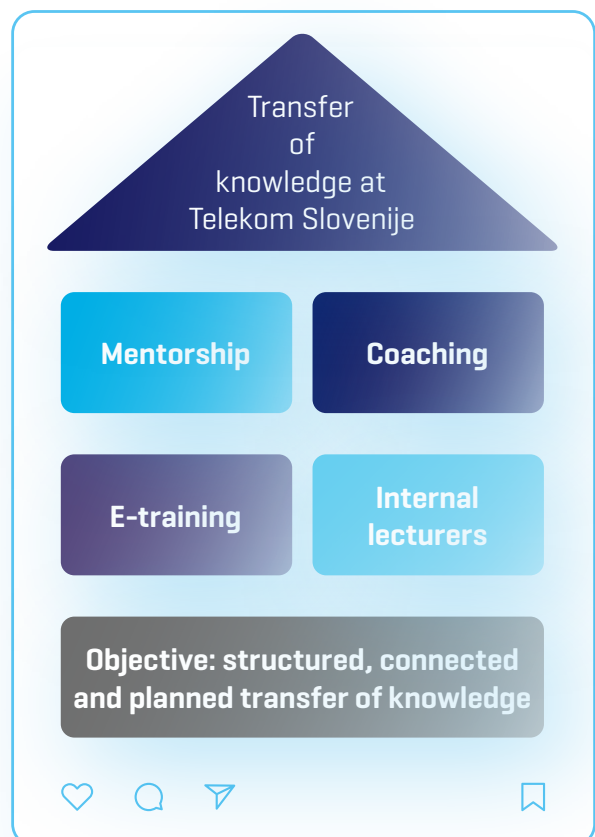 Transfer
of
knowledge at
Telekom Slovenije
Mentorship
Coaching
E-training
Internal
lecturers
Objective: structured, connected
and planned transfer of knowledge